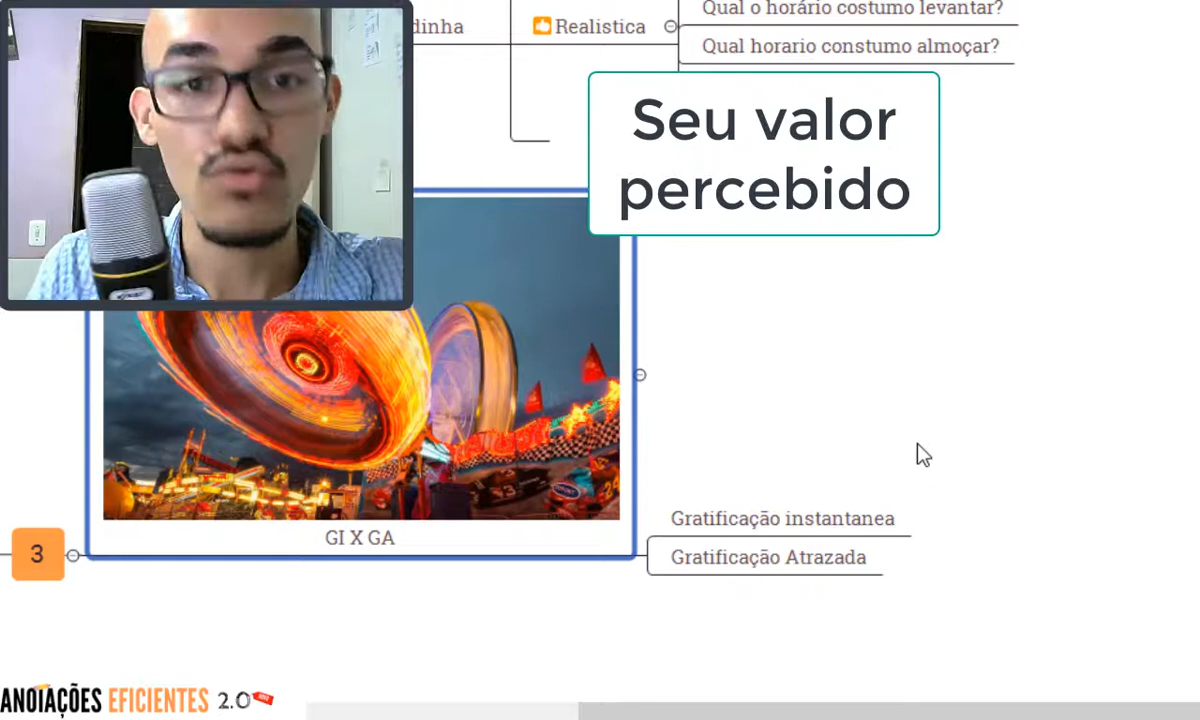 dinha
Realistica
Qual o horário costumo levantar?
Qual horario constumo almoçar?
Seu valor
percebido
GI X GA
3
Gratificação instantanea
Gratificação Atrazada
ANOTAÇÕES EFICIENTES 2.0